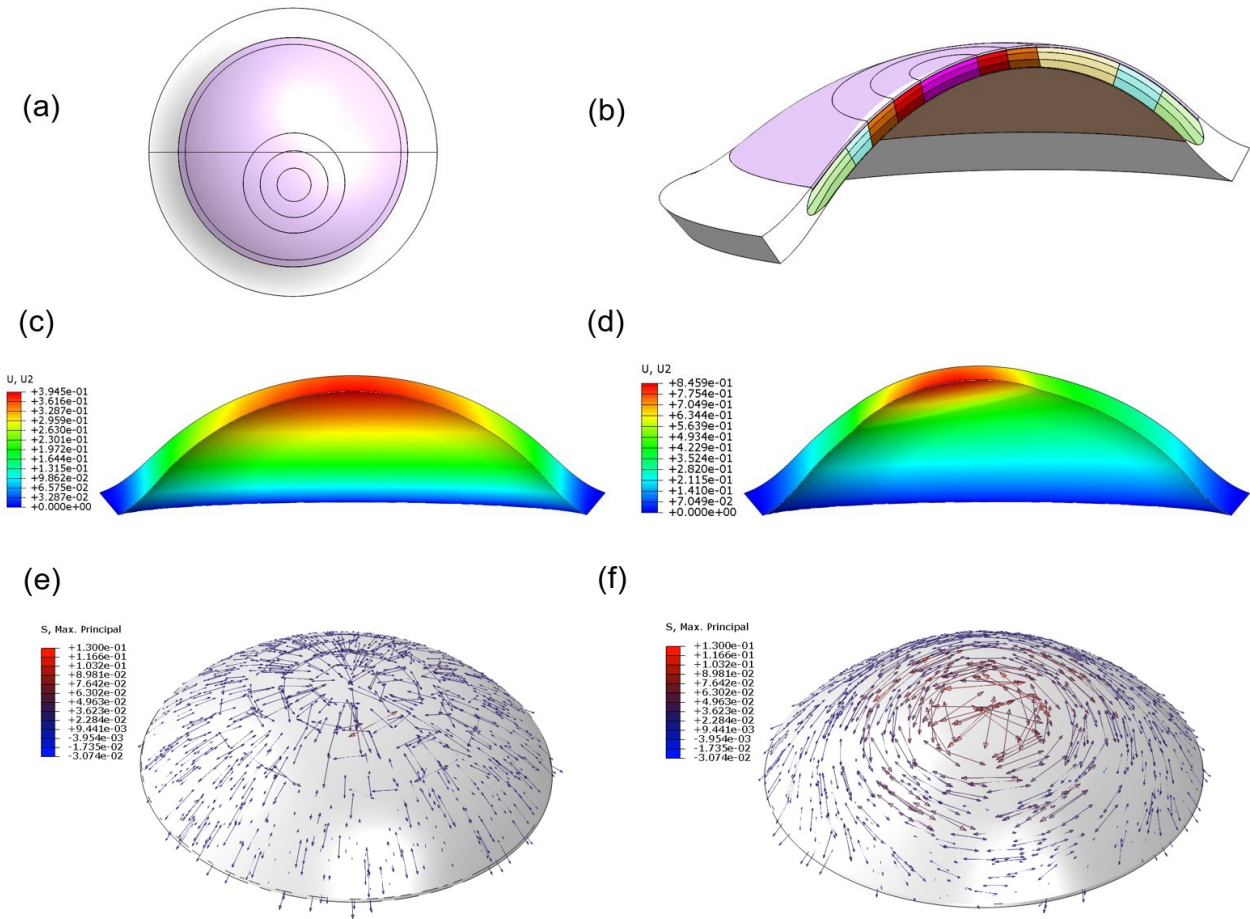 (a)
(b)
(c)
(d)
U, U2
+3.945e-01
+3.616e-01
+3.287e-01
+2.959e-01
+2.630e-01
+2.301e-01
+1.972e-01
+1.644e-01
+1.315e-01
+9.862e-02
+6.575e-02
+3.287e-02
+0.000e+00
U, U2
+8.459e-01
+7.754e-01
+7.049e-01
+6.344e-01
+5.639e-01
+4.934e-01
+4.229e-01
+3.524e-01
+2.820e-01
+2.115e-01
+1.410e-01
+7.049e-02
+0.000e+00
(e)
(f)
S, Max. Principal
+1.300e-01
+1.166e-01
+1.032e-01
+8.981e-02
+7.642e-02
+6.302e-02
+4.963e-02
+3.623e-02
+2.284e-02
+9.441e-03
-3.954e-03
-1.735e-02
-3.074e-02
S, Max. Principal
+1.300e-01
+1.166e-01
+1.032e-01
+8.981e-02
+7.642e-02
+6.302e-02
+4.963e-02
+3.623e-02
+2.284e-02
+9.441e-03
-3.954e-03
-1.735e-02
-3.074e-02